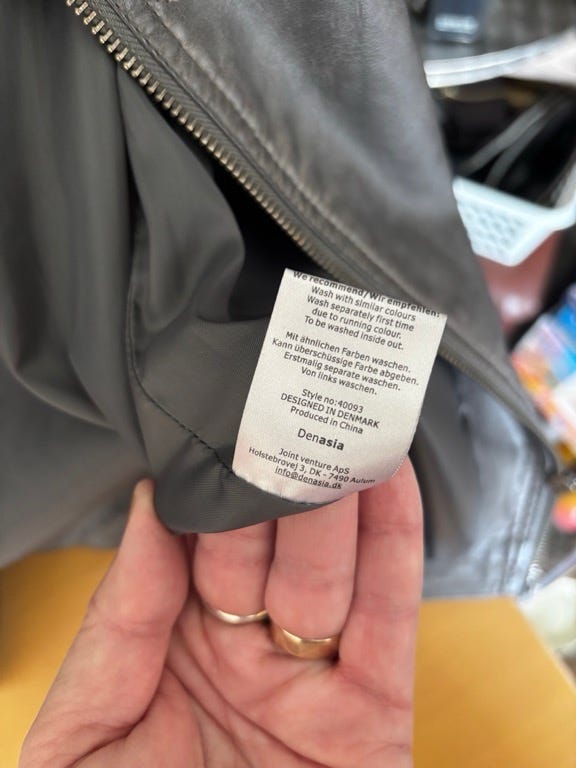 We recommend/Wir empfehlen:
Wash with similar colours
Wash separately first time
due to running colour.
To be washed inside out.
Mit ähnlichen Farben waschen.
Kann überschüssige Farbe abgeben.
Erstmalig separate waschen.
Von links waschen.
Style no:40093
DESIGNED IN DENMARK
Produced in China
Denasia
Joint venture ApS
Holstebrovej 3, DK - 7490 Aulum
info@denasia.dk